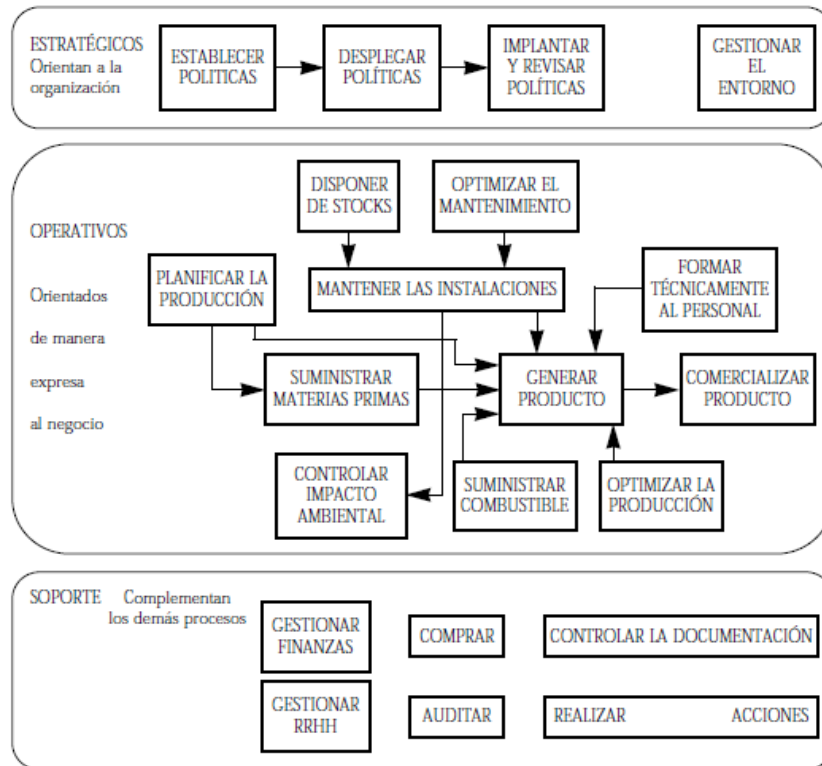 ESTRATÉGICOS
Orientan a la
organización
ESTABLECER
POLITICAS
DESPLEGAR
POLÍTICAS
IMPLANTAR
Y REVISAR
POLÍTICAS
GESTIONAR
EL
ENTORNO
OPERATIVOS
Orientados
de manera
expresa
al negocio
DISPONER
DE STOCKS
OPTIMIZAR EL
MANTENIMIENTO
PLANIFICAR LA
PRODUCCIÓN
MANTENER LAS INSTALACIONES
FORMAR
TÉCNICAMENTE
AL PERSONAL
SUMINISTRAR
MATERIAS PRIMAS
GENERAR
PRODUCTO
COMERCIALIZAR
PRODUCTO
CONTROLAR
IMPACTO
AMBIENTAL
SUMINISTRAR
COMBUSTIBLE
OPTIMIZAR LA
PRODUCCIÓN
SOPORTE Complementan
los demás procesos
GESTIONAR
FINANZAS
COMPRAR
CONTROLAR LA DOCUMENTACIÓN
GESTIONAR
RRHH
AUDITAR
REALIZAR ACCIONES